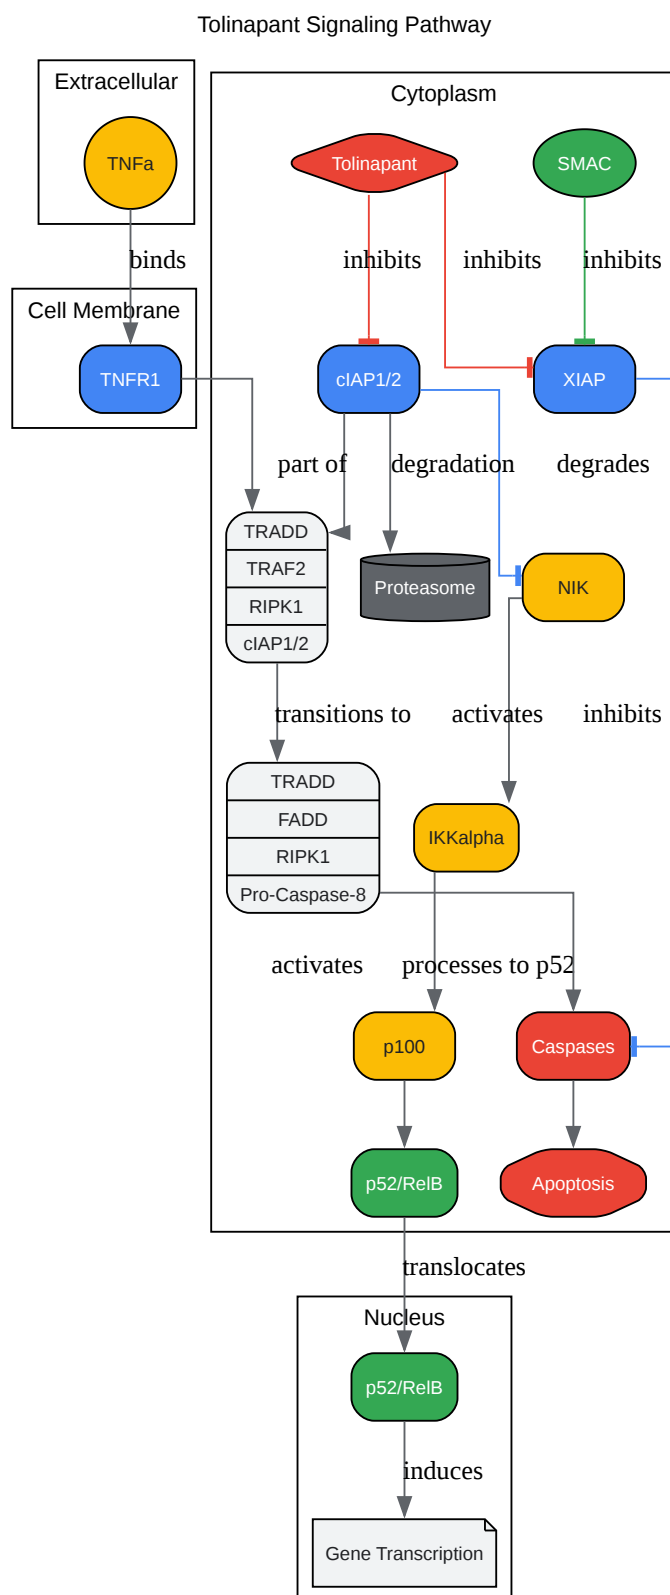 Tolinapant Signaling Pathway
Extracellular
Cytoplasm
TNFa
Tolinapant
SMAC
binds
inhibits
inhibits
inhibits
Cell Membrane
TNFR1
cIAP1/2
XIAP
part of
degradation
degrades
TRADD
TRAF2
RIPK1
cIAP1/2
Proteasome
NIK
transitions to
activates
inhibits
TRADD
FADD
RIPK1
Pro-Caspase-8
IKKalpha
activates
processes to p52
p100
Caspases
p52/RelB
Apoptosis
translocates
Nucleus
p52/RelB
induces
Gene Transcription